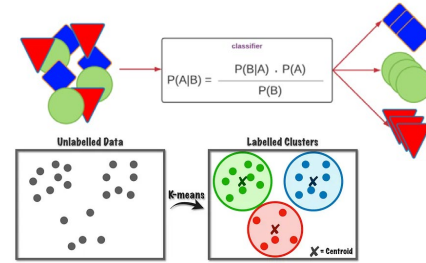 classifier
P(A|B) = P(B|A) . P(A)
P(B)
Unlabelled Data
Labelled Clusters
K-means
X = Centroid